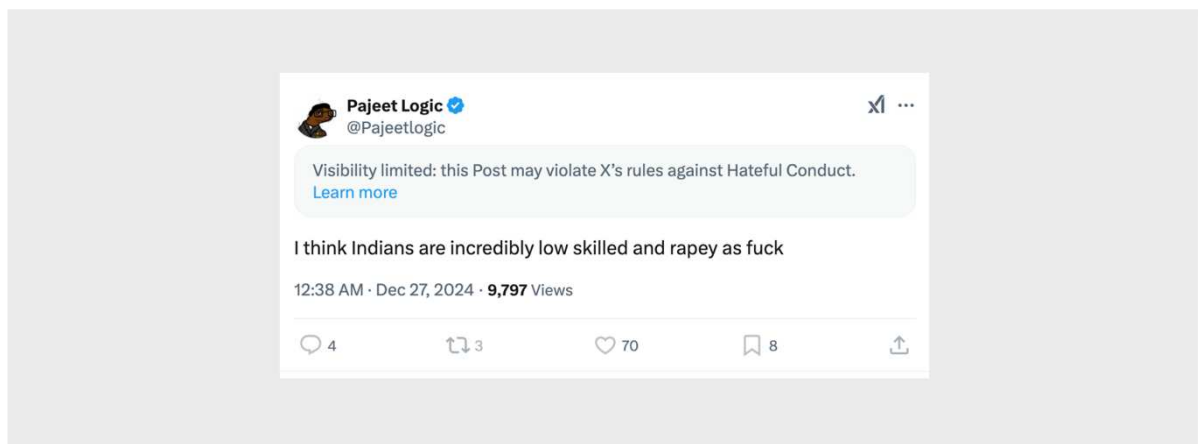 Pajeet Logic
@Pajeetlogic
Visibility limited: this Post may violate X's rules against Hateful Conduct.
Learn more
I think Indians are incredibly low skilled and rapey as fuck
12:38 AM · Dec 27, 2024 · 9,797 Views
4 3 70 8